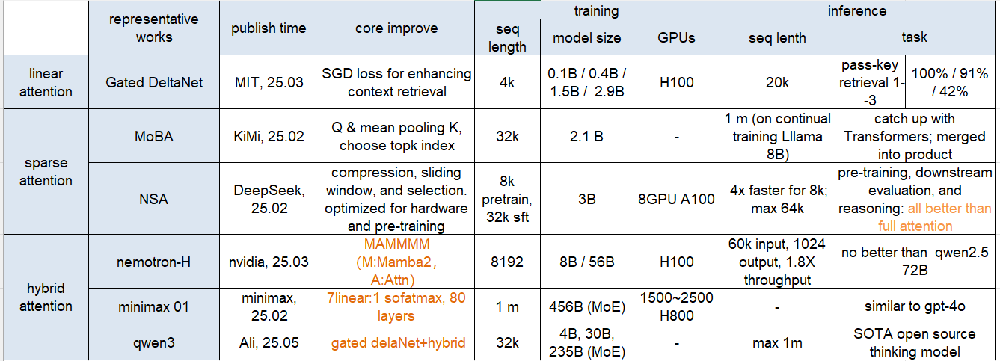 representative
works
publish time
core improve
training
inference
seq
length
model size
GPUs
seq lenth
task
linear
attention
Gated DeltaNet
MIT, 25.03
SGD loss for enhancing
context retrieval
4k
0.1B / 0.4B /
1.5B / 2.9B
H100
20k
pass-key
retrieval 1-
-3
100% / 91%
/ 42%
sparse
attention
MoBA
KiMi, 25.02
Q & mean pooling K,
choose topk index
32k
2.1 B
-
1 m (on continual
training Lllama
8B)
catch up with
Transformers; merged
into product
NSA
DeepSeek,
25.02
compression, sliding
window, and selection.
optimized for hardware
and pre-training
8k
pretrain,
32k sft
3B
8GPU A100
4x faster for 8k;
max 64k
pre-training, downstream
evaluation, and
reasoning: all better than
full attention
hybrid
attention
nemotron-H
nvidia, 25.03
MAMMMM
(M:Mamba2,
A:Attn)
8192
8B / 56B
H100
60k input, 1024
output, 1.8X
throughput
no better than qwen2.5
72B
minimax 01
minimax,
25.02
7linear:1 sofatmax, 80
layers
1 m
456B (MoE)
1500~2500
H800
-
similar to gpt-4o
qwen3
Ali, 25.05
gated delaNet+hybrid
32k
4B, 30B,
235B (MoE)
-
max 1m
SOTA open source
thinking model